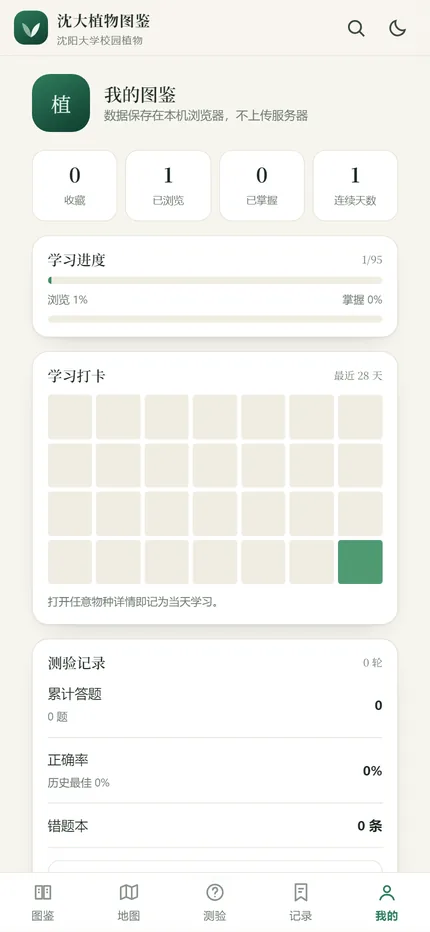 沈大植物图鉴
沈阳大学校园植物
植
我的图鉴
数据保存在本机浏览器，不上传服务器
0
收藏
1
已浏览
0
已掌握
1
连续天数
学习进度
1/95
浏览 1%
掌握 0%
学习打卡
最近 28 天
打开任意物种详情即记为当天学习。
测验记录
0 轮
累计答题
0 题
0
正确率
历史最佳 0%
0%
错题本
0 条
图鉴
地图
测验
记录
我的